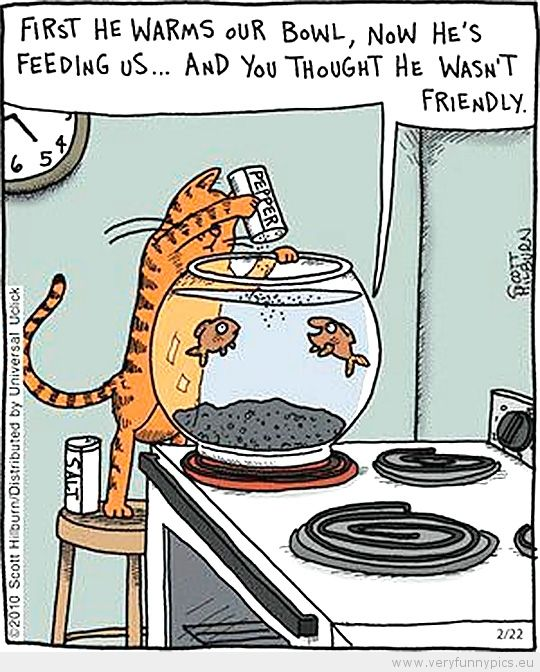 FIRST HE WARMS OUR BOWL, NOW HE'S
FEEDING US... AND YOU THOUGHT HE WASN'T
FRIENDLY.
4
5
6
PEPPER
SCOTT
HILBURN
SALT
©2010 Scott Hilburn/Distributed by Universal Uclick
2/22
www.veryfunnypics.eu